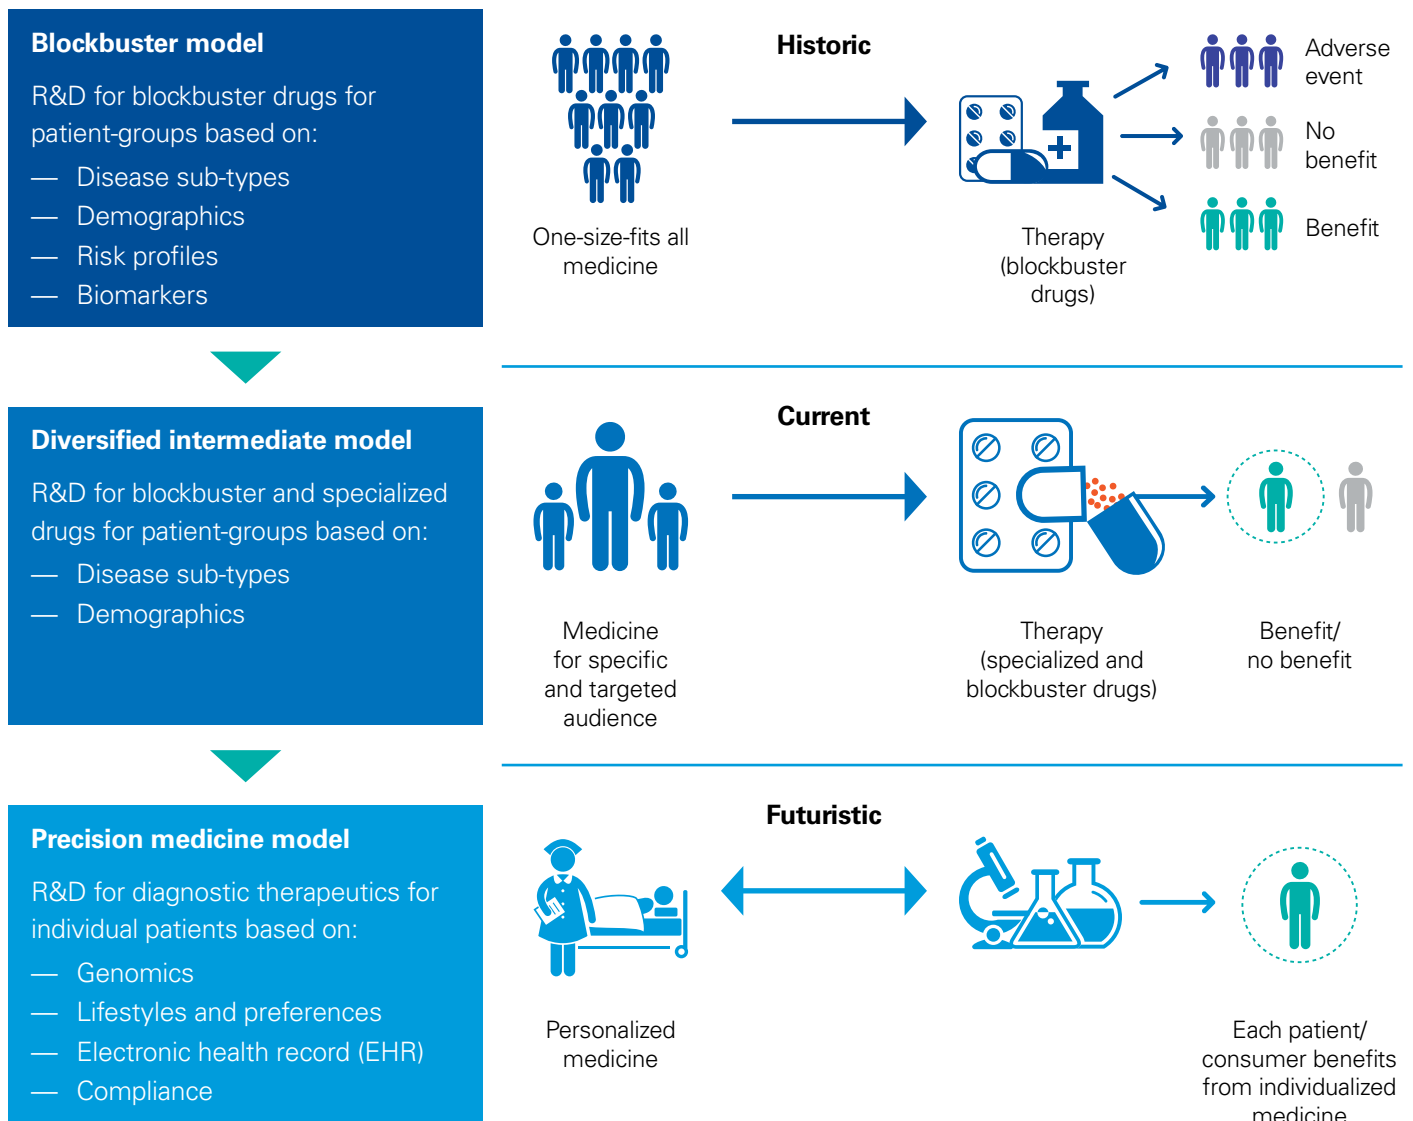 Blockbuster model
R&D for blockbuster drugs for
patient-groups based on:
— Disease sub-types
— Demographics
— Risk profiles
— Biomarkers
Historic
One-size-fits all
medicine
Therapy
(blockbuster
drugs)
Adverse
event
No
benefit
Benefit
Diversified intermediate model
R&D for blockbuster and specialized
drugs for patient-groups based on:
— Disease sub-types
— Demographics
Current
Medicine
for specific
and targeted
audience
Therapy
(specialized and
blockbuster drugs)
Benefit/
no benefit
Precision medicine model
R&D for diagnostic therapeutics for
individual patients based on:
— Genomics
— Lifestyles and preferences
— Electronic health record (EHR)
— Compliance
Futuristic
Personalized
medicine
Each patient/
consumer benefits
from individualized
medicine